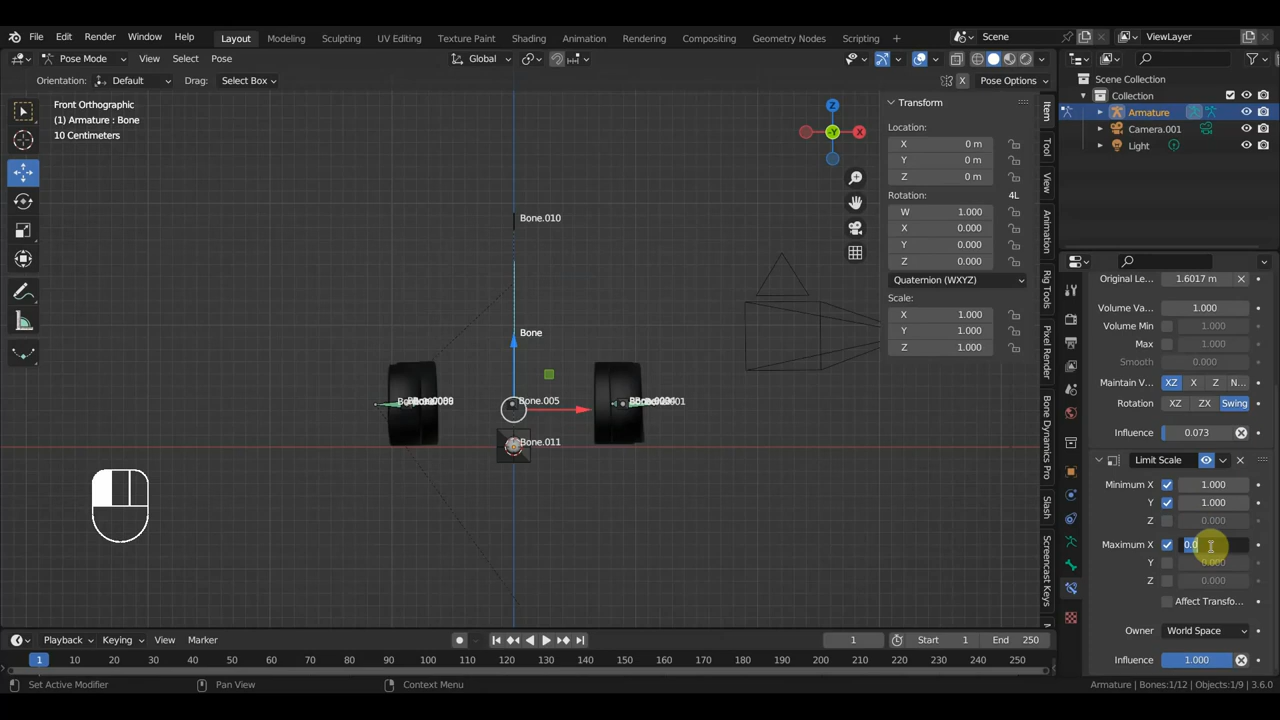 File Edit Render Window Help Layout Modeling Sculpting UV Editing Texture Paint Shading Animation Rendering Compositing Geometry Nodes Scripting + Scene ViewLayer
Pose Mode View Select Pose Global Scene Collection
Orientation: Default Drag: Select Box X Pose Options
Collection
Armature
Camera.001
Light
Front Orthographic
(1) Armature : Bone
10 Centimeters
Z
X
-Y
Bone.010
Bone
Bone.005
Bone.011
Transform
Location:
X 0 m
Y 0 m
Z 0 m
Rotation: 4L
W 1.000
X 0.000
Y 0.000
Z 0.000
Quaternion (WXYZ)
Scale:
X 1.000
Y 1.000
Z 1.000
Item
Tool
View
Animation
Rig Tools
Pixel Render
Bone Dynamics Pro
Slash
Screencast Keys
Original Le... 1.6017 m
Volume Va... 1.000
Volume Min 1.000
Max 1.000
Smooth 0.000
Maintain V... XZ X Z N...
Rotation XZ ZX Swing
Influence 0.073
Limit Scale
Minimum X 1.000
Y 1.000
Z 0.000
Maximum X 0.0
Y 0.000
Z 0.000
Affect Transfo...
Owner World Space
Influence 1.000
Playback Keying View Marker 1 Start 1 End 250
1 10 20 30 40 50 60 70 80 90 100 110 120 130 140 150 160 170 180 190 200 210 220 230 240 250
Set Active Modifier Pan View Context Menu Armature | Bones:1/12 | Objects:1/9 | 3.6.0